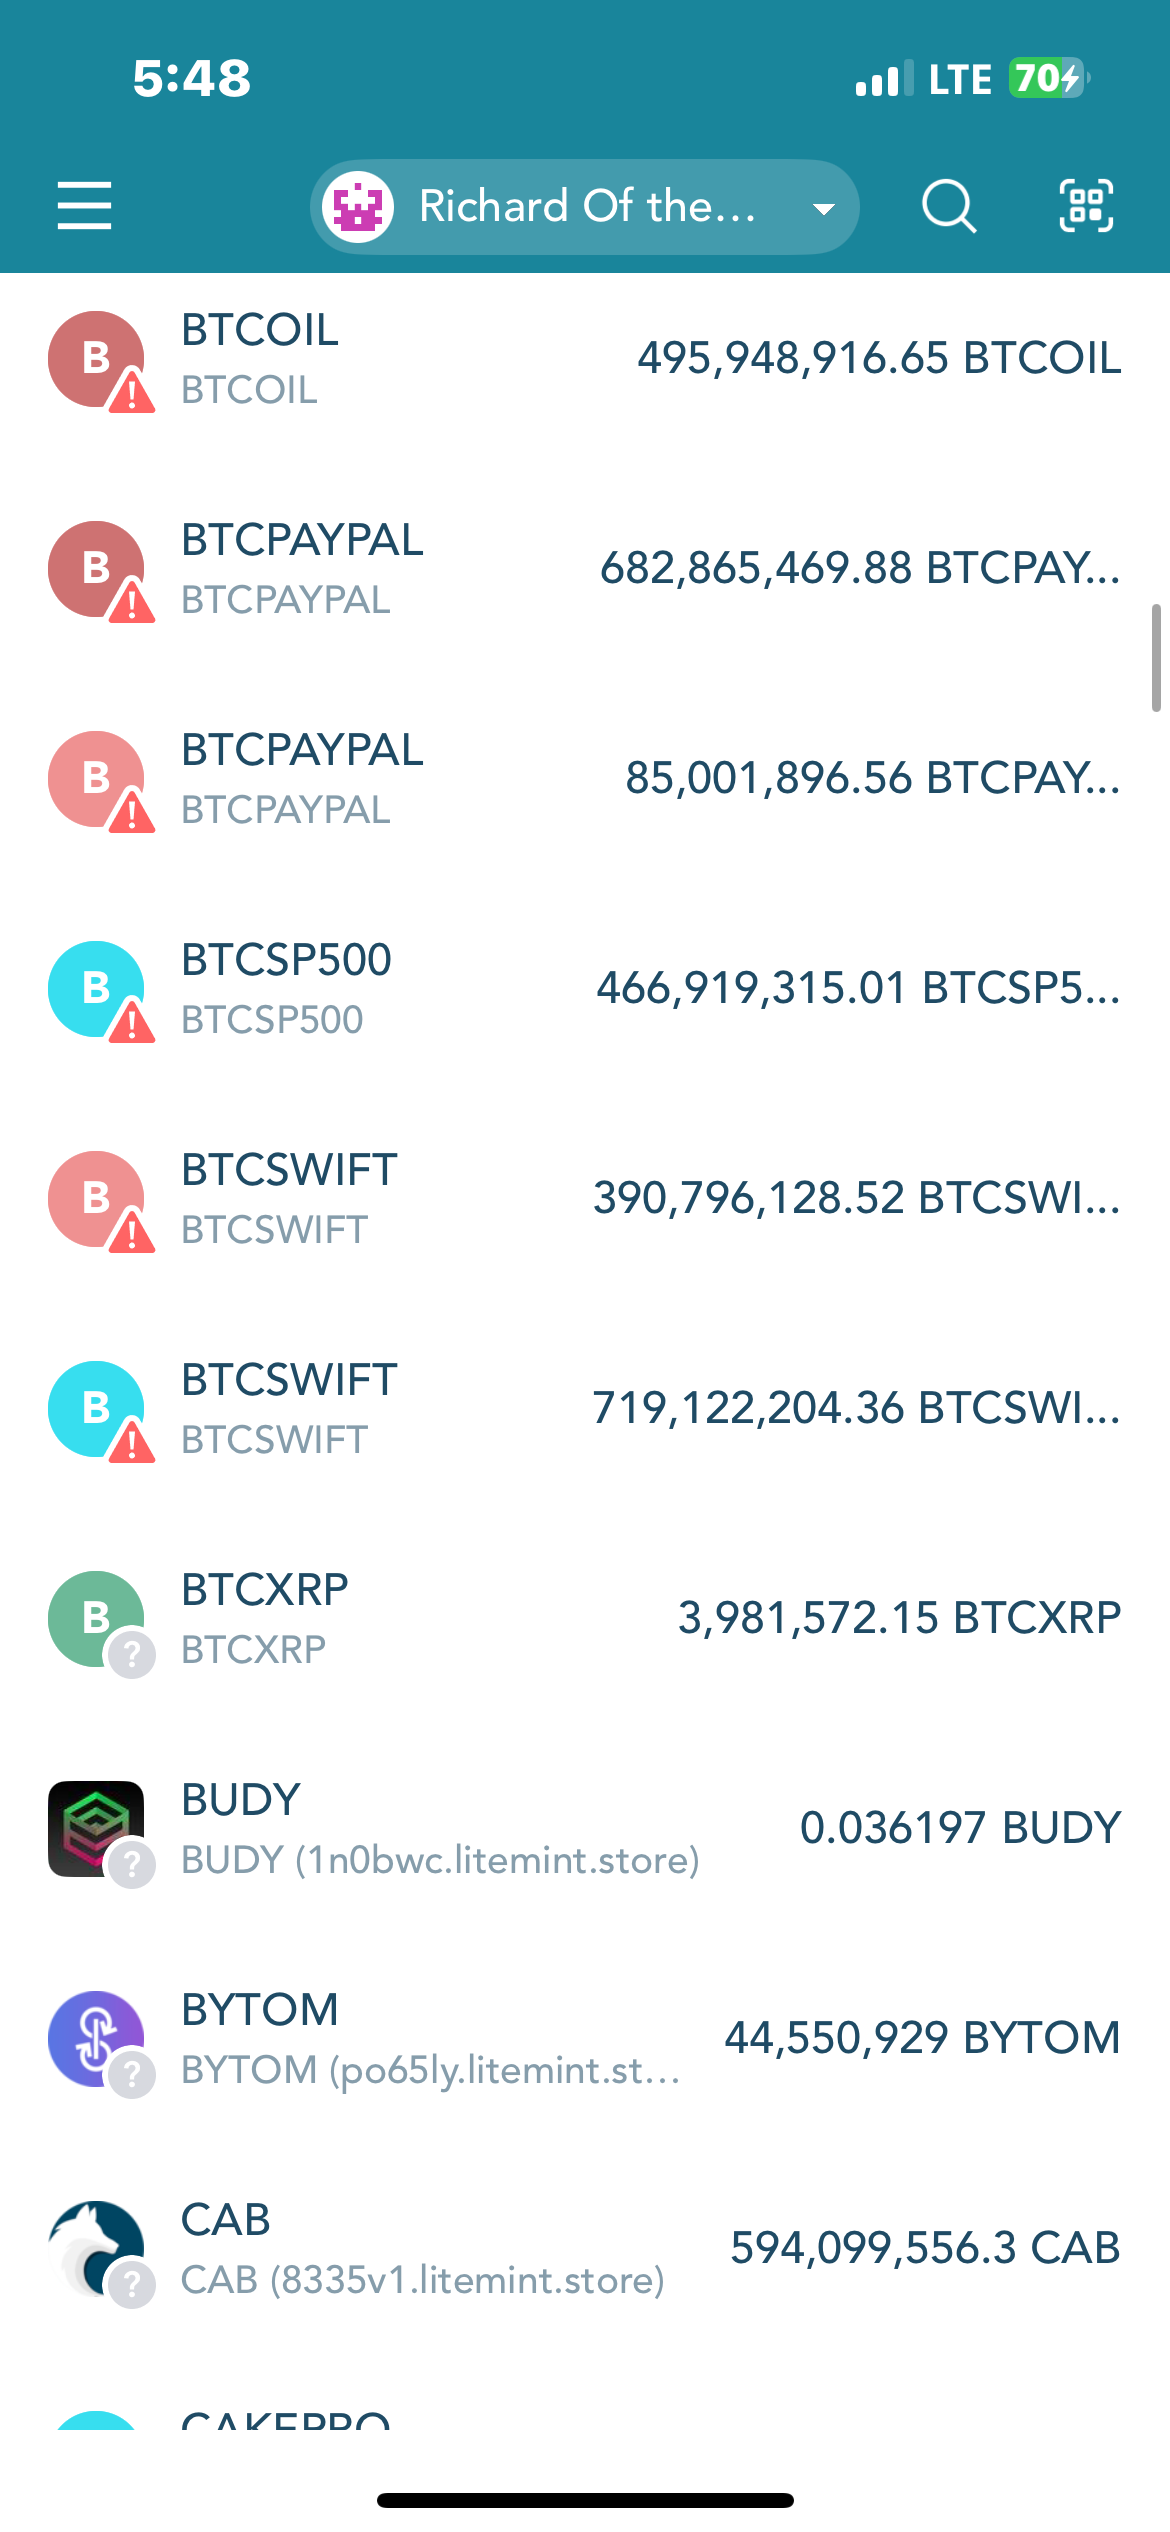 5:48
LTE 70
Richard Of the...
B
BTCOIL
BTCOIL
495,948,916.65 BTCOIL
B
BTCPAYPAL
BTCPAYPAL
682,865,469.88 BTCPAY...
B
BTCPAYPAL
BTCPAYPAL
85,001,896.56 BTCPAY...
B
BTCSP500
BTCSP500
466,919,315.01 BTCSP5...
B
BTCSWIFT
BTCSWIFT
390,796,128.52 BTCSWI...
B
BTCSWIFT
BTCSWIFT
719,122,204.36 BTCSWI...
B
?
BTCXRP
BTCXRP
3,981,572.15 BTCXRP
?
BUDY
BUDY (1n0bwc.litemint.store)
0.036197 BUDY
?
BYTOM
BYTOM (po65ly.litemint.st...
44,550,929 BYTOM
?
CAB
CAB (8335v1.litemint.store)
594,099,556.3 CAB